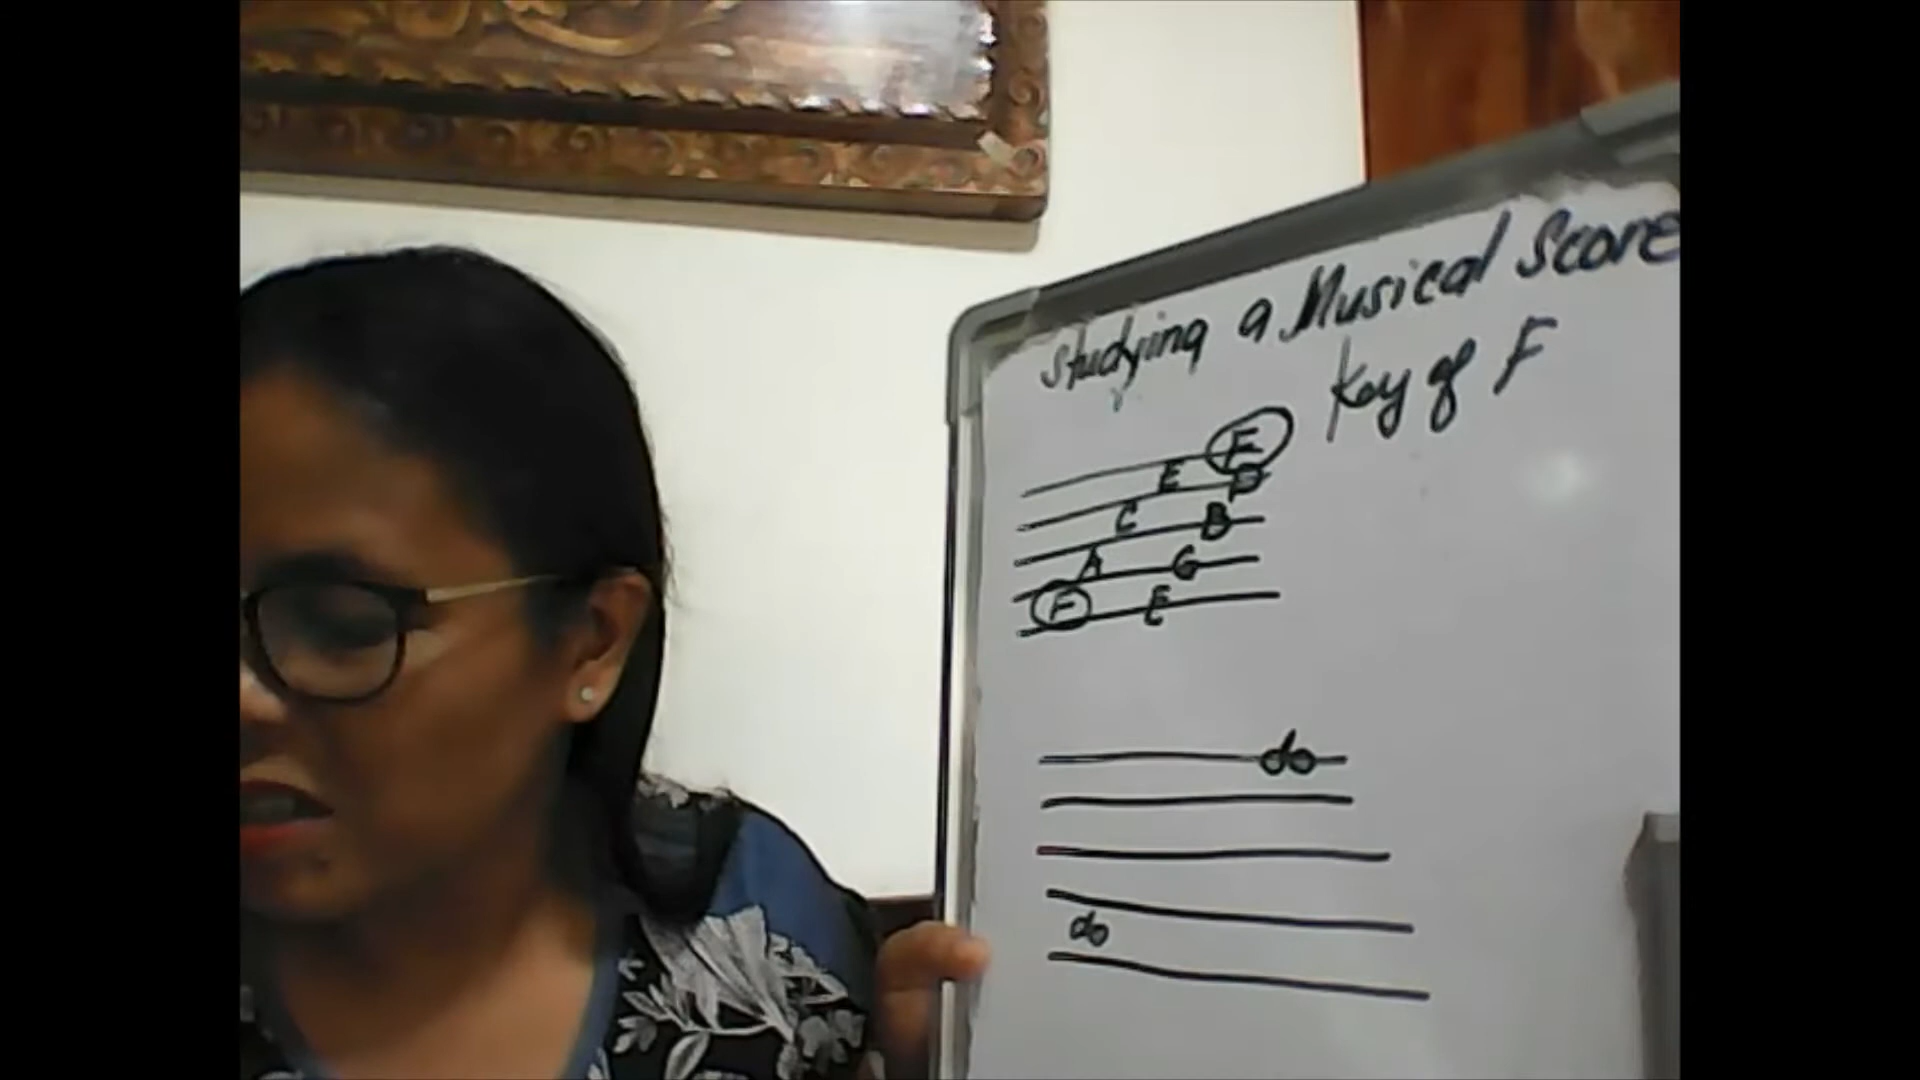 Studying a Musical Score
Key of F
F
E D
C B
A G
F E
do
do